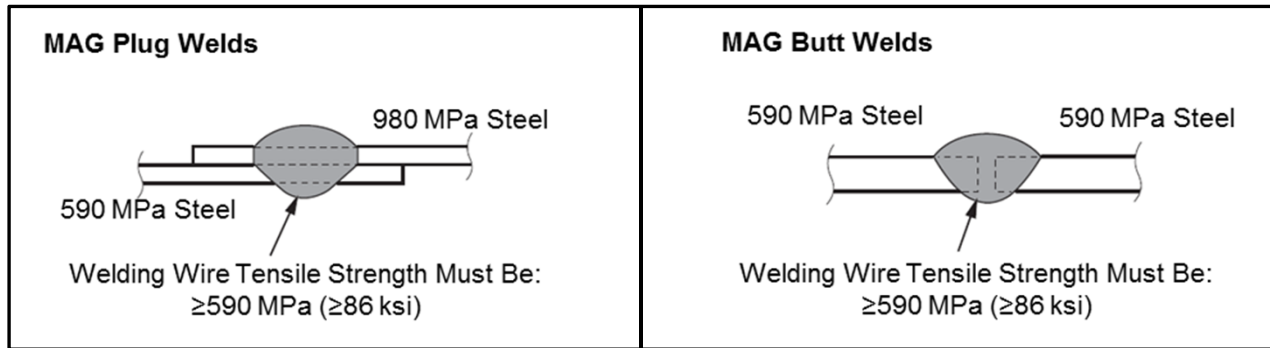 MAG Plug Welds
980 MPa Steel
590 MPa Steel
Welding Wire Tensile Strength Must Be:
≥590 MPa (≥86 ksi)
MAG Butt Welds
590 MPa Steel
590 MPa Steel
Welding Wire Tensile Strength Must Be:
≥590 MPa (≥86 ksi)